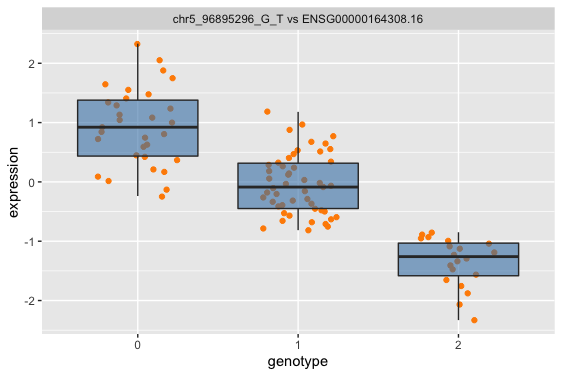 chr5_96895296_G_T vs ENSG00000164308.16
2
1
0
-1
-2
expression
0
1
2
genotype